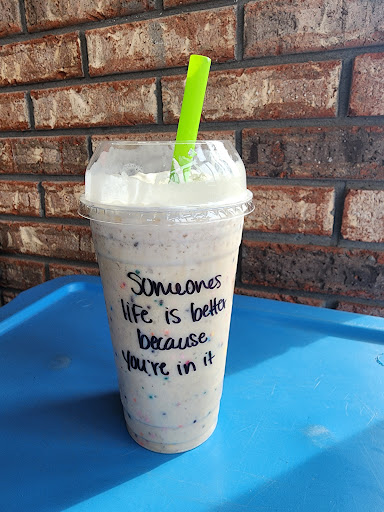 Someones
life is better
because
you're in it